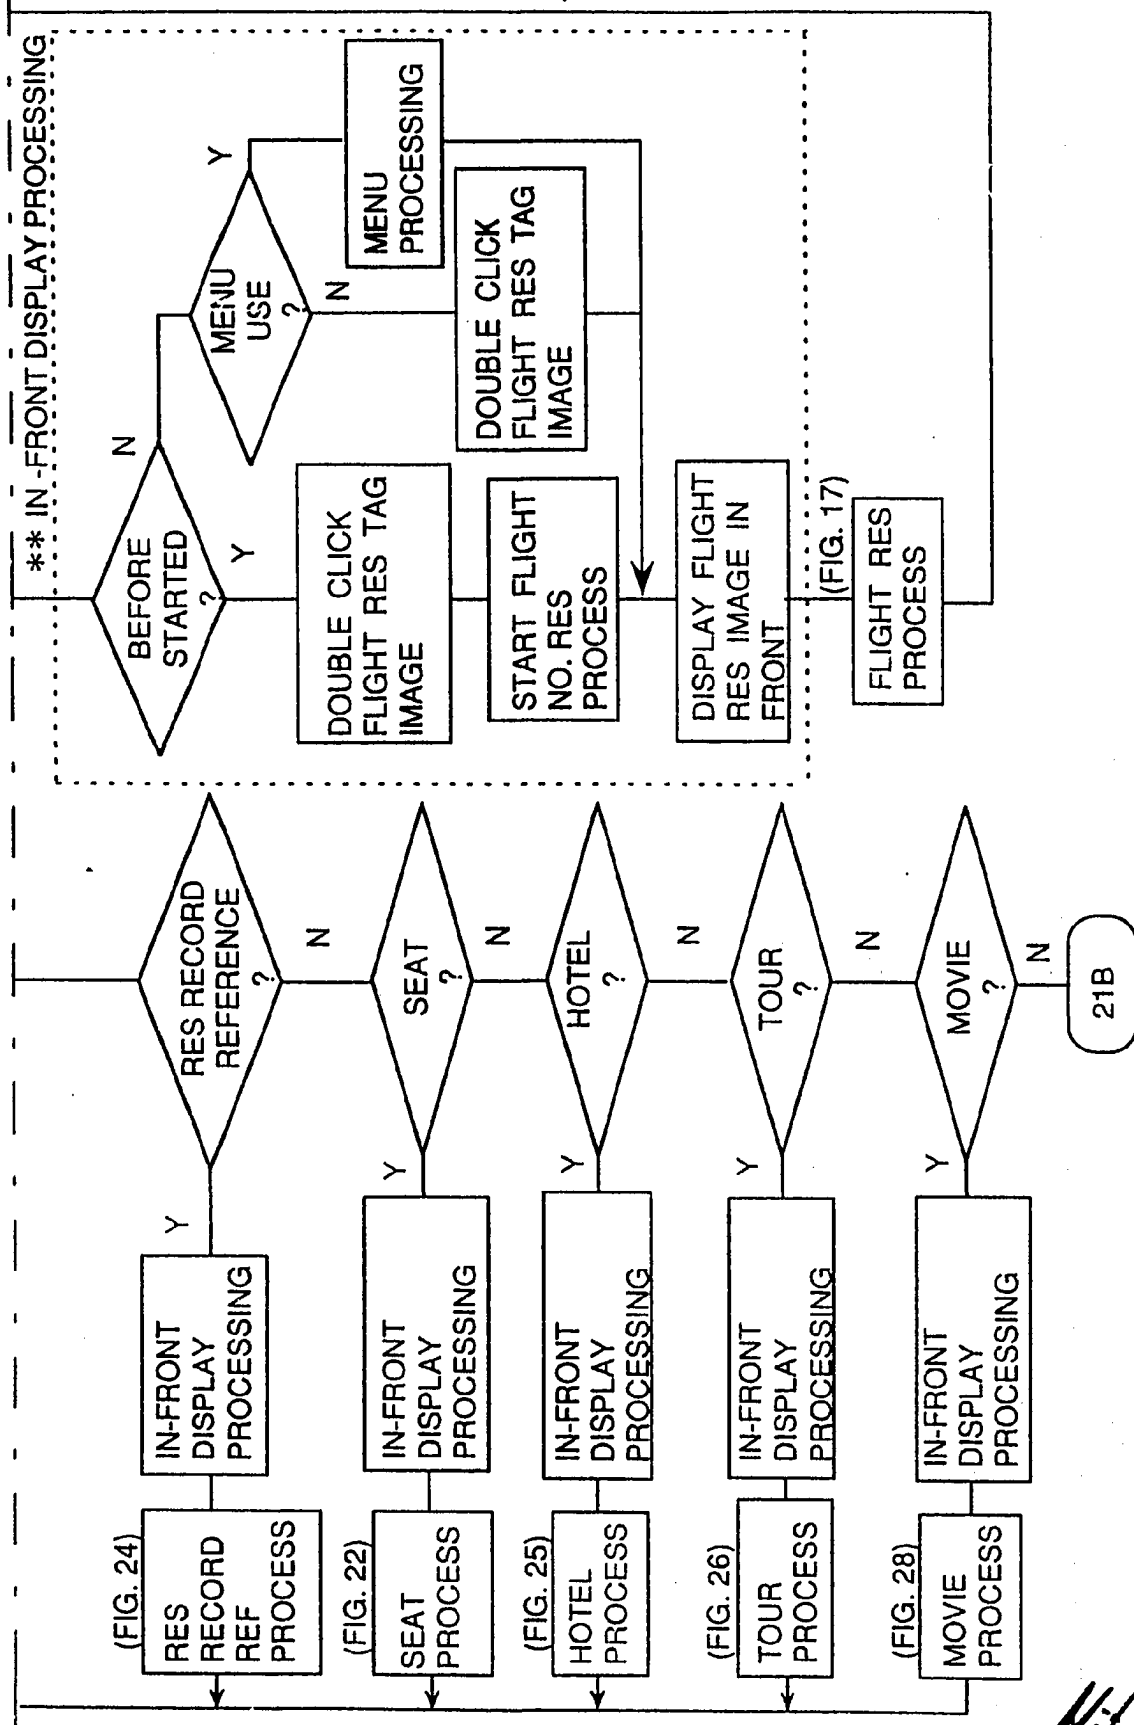 ** IN-FRONT DISPLAY PROCESSING
BEFORE
STARTED
?
N
Y
MENU
USE
?
Y
N
MENU
PROCESSING
DOUBLE CLICK
FLIGHT RES TAG
IMAGE
DOUBLE CLICK
FLIGHT RES TAG
IMAGE
START FLIGHT
NO. RES
PROCESS
DISPLAY FLIGHT
RES IMAGE IN
FRONT
(FIG. 17)
FLIGHT RES
PROCESS
RES RECORD
REFERENCE
?
Y
N
IN-FRONT
DISPLAY
PROCESSING
(FIG. 24)
RES
RECORD
REF
PROCESS
SEAT
?
Y
N
IN-FRONT
DISPLAY
PROCESSING
(FIG. 22)
SEAT
PROCESS
HOTEL
?
Y
N
IN-FRONT
DISPLAY
PROCESSING
(FIG. 25)
HOTEL
PROCESS
TOUR
?
Y
N
IN-FRONT
DISPLAY
PROCESSING
(FIG. 26)
TOUR
PROCESS
MOVIE
?
Y
N
IN-FRONT
DISPLAY
PROCESSING
(FIG. 28)
MOVIE
PROCESS
21B